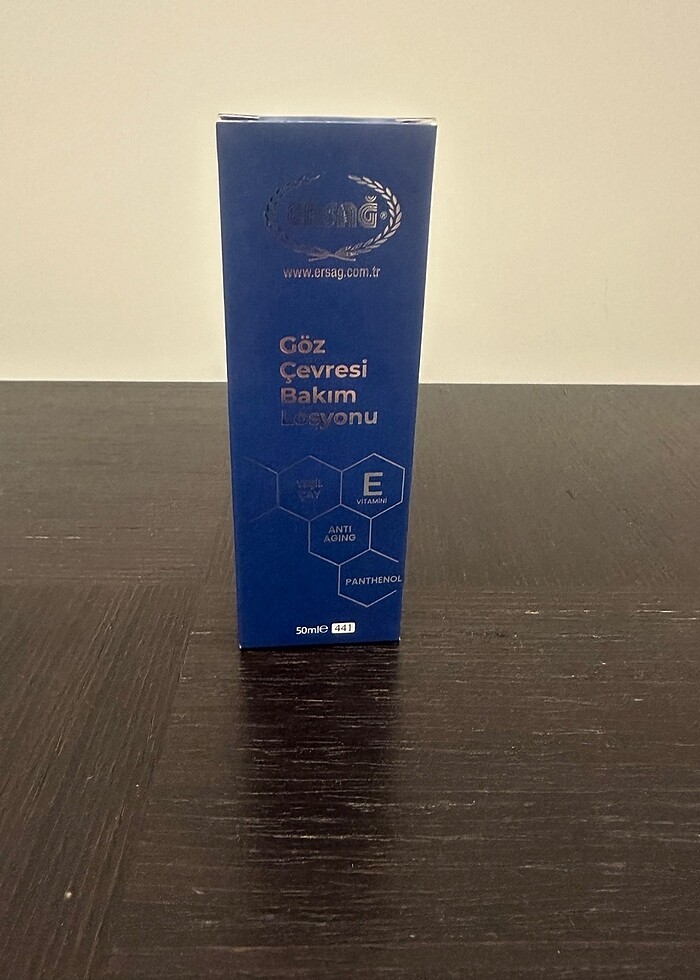 ERSAĞ®
www.ersag.com.tr
Göz
Çevresi
Bakım
Losyonu
YEŞİL
ÇAY
E
VİTAMİNİ
ANTI
AGING
PANTHENOL
50ml℮ 441